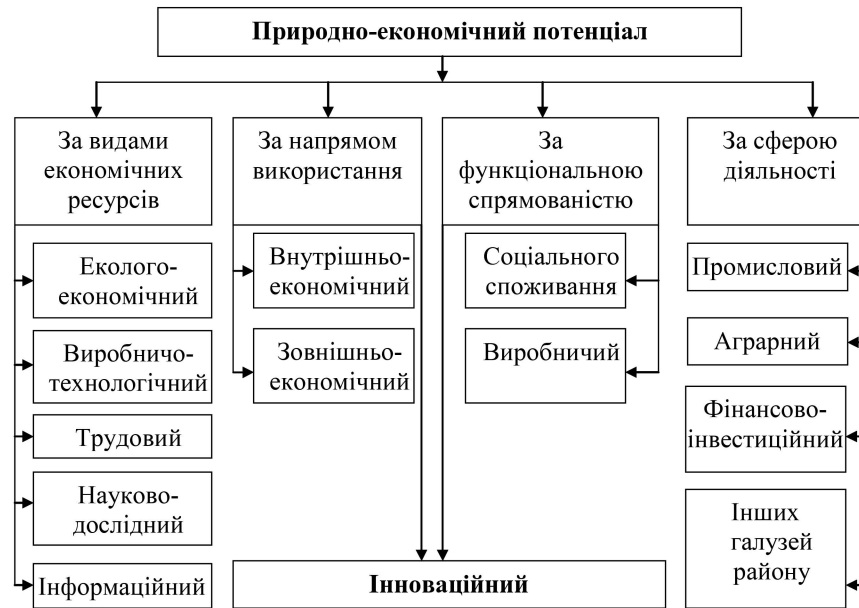 Природно-економічний потенціал
За видами
економічних
ресурсів
За напрямом
використання
За
функціональною
спрямованістю
За сферою
діяльності
Еколого-
економічний
Виробничо-
технологічний
Трудовий
Науково-
дослідний
Інформаційний
Внутрішньо-
економічний
Зовнішньо-
економічний
Соціального
споживання
Виробничий
Інноваційний
Промисловий
Аграрний
Фінансово-
інвестиційний
Інших
галузей
району